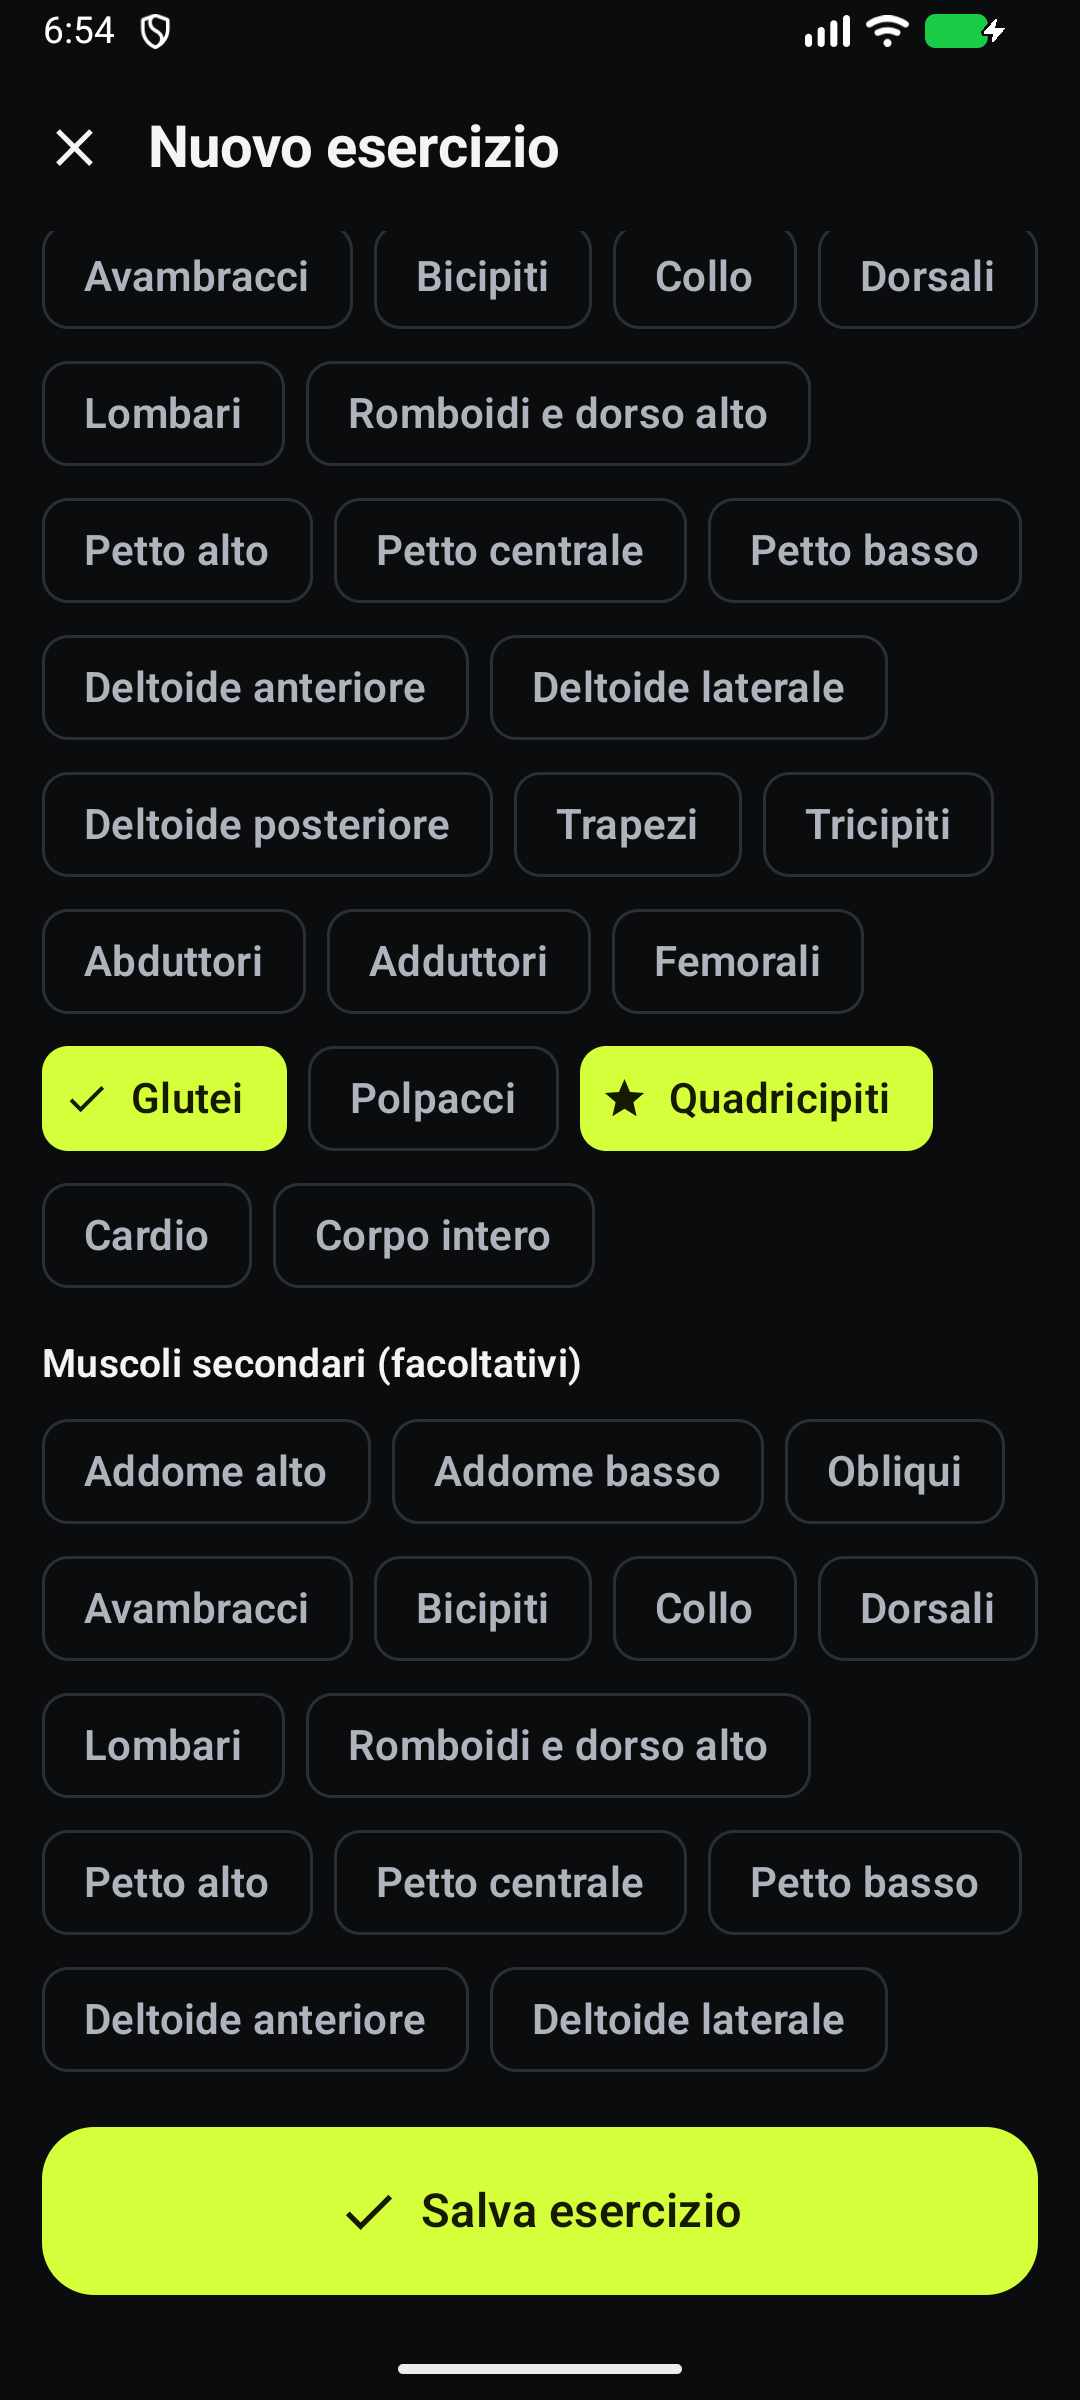 6:54
Nuovo esercizio
Avambracci Bicipiti Collo Dorsali
Lombari Romboidi e dorso alto
Petto alto Petto centrale Petto basso
Deltoide anteriore Deltoide laterale
Deltoide posteriore Trapezi Tricipiti
Abduttori Adduttori Femorali
Glutei Polpacci Quadricipiti
Cardio Corpo intero
Muscoli secondari (facoltativi)
Addome alto Addome basso Obliqui
Avambracci Bicipiti Collo Dorsali
Lombari Romboidi e dorso alto
Petto alto Petto centrale Petto basso
Deltoide anteriore Deltoide laterale
Salva esercizio